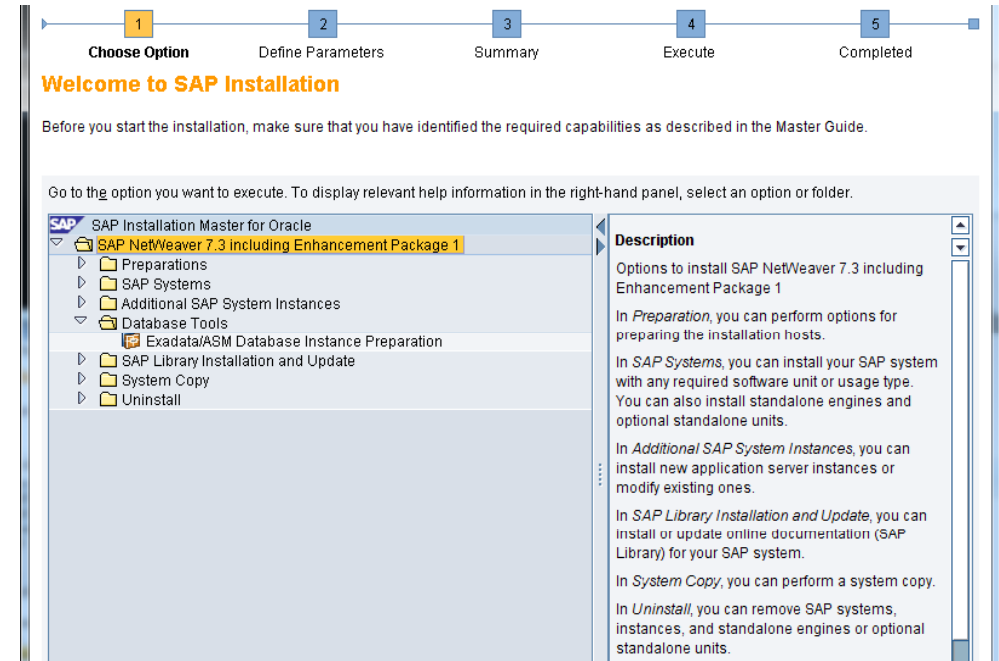 1 2 3 4 5
Choose Option Define Parameters Summary Execute Completed
Welcome to SAP Installation
Before you start the installation, make sure that you have identified the required capabilities as described in the Master Guide.
Go to the option you want to execute. To display relevant help information in the right-hand panel, select an option or folder.
SAP SAP Installation Master for Oracle
SAP NetWeaver 7.3 including Enhancement Package 1
Preparations
SAP Systems
Additional SAP System Instances
Database Tools
Exadata/ASM Database Instance Preparation
SAP Library Installation and Update
System Copy
Uninstall
Description
Options to install SAP NetWeaver 7.3 including
Enhancement Package 1
In Preparation, you can perform options for
preparing the installation hosts.
In SAP Systems, you can install your SAP system
with any required software unit or usage type.
You can also install standalone engines and
optional standalone units.
In Additional SAP System Instances, you can
install new application server instances or
modify existing ones.
In SAP Library Installation and Update, you can
install or update online documentation (SAP
Library) for your SAP system.
In System Copy, you can perform a system copy.
In Uninstall, you can remove SAP systems,
instances, and standalone engines or optional
standalone units.